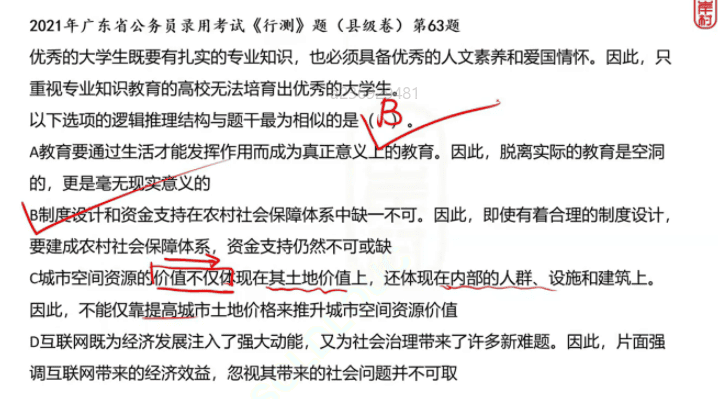 2021年广东省公务员录用考试《行测》题（县级卷）第63题
优秀的大学生既要有扎实的专业知识，也必须具备优秀的人文素养和爱国情怀。因此，只
重视专业知识教育的高校无法培育出优秀的大学生。
以下选项的逻辑推理结构与题干最为相似的是（B）。
A教育要通过生活才能发挥作用而成为真正意义上的教育。因此，脱离实际的教育是空洞
的，更是毫无现实意义的
B制度设计和资金支持在农村社会保障体系中缺一不可。因此，即使有着合理的制度设计，
要建成农村社会保障体系，资金支持仍然不可或缺
C城市空间资源的价值不仅体现在其土地价值上，还体现在内部的人群、设施和建筑上。
因此，不能仅靠提高城市土地价格来推升城市空间资源价值
D互联网既为经济发展注入了强大动能，又为社会治理带来了许多新难题。因此，片面强
调互联网带来的经济效益，忽视其带来的社会问题并不可取